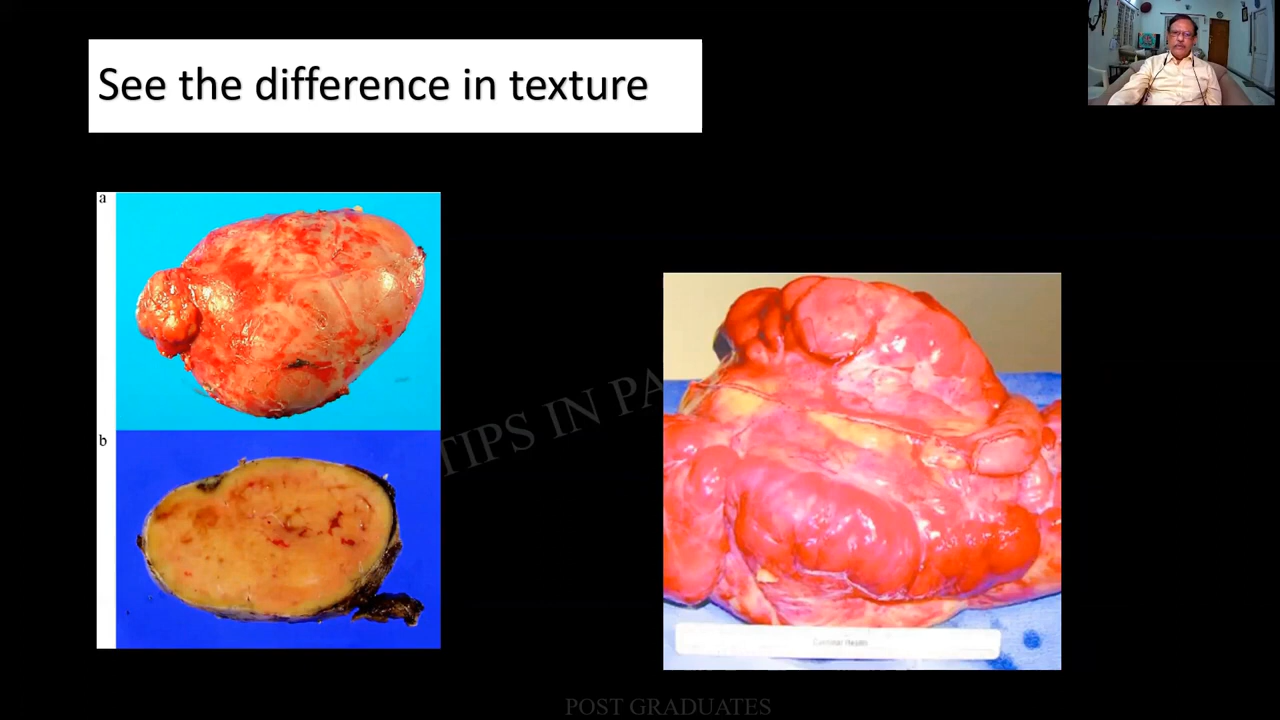 See the difference in texture
a
b
TIPS IN PA
POST GRADUATES